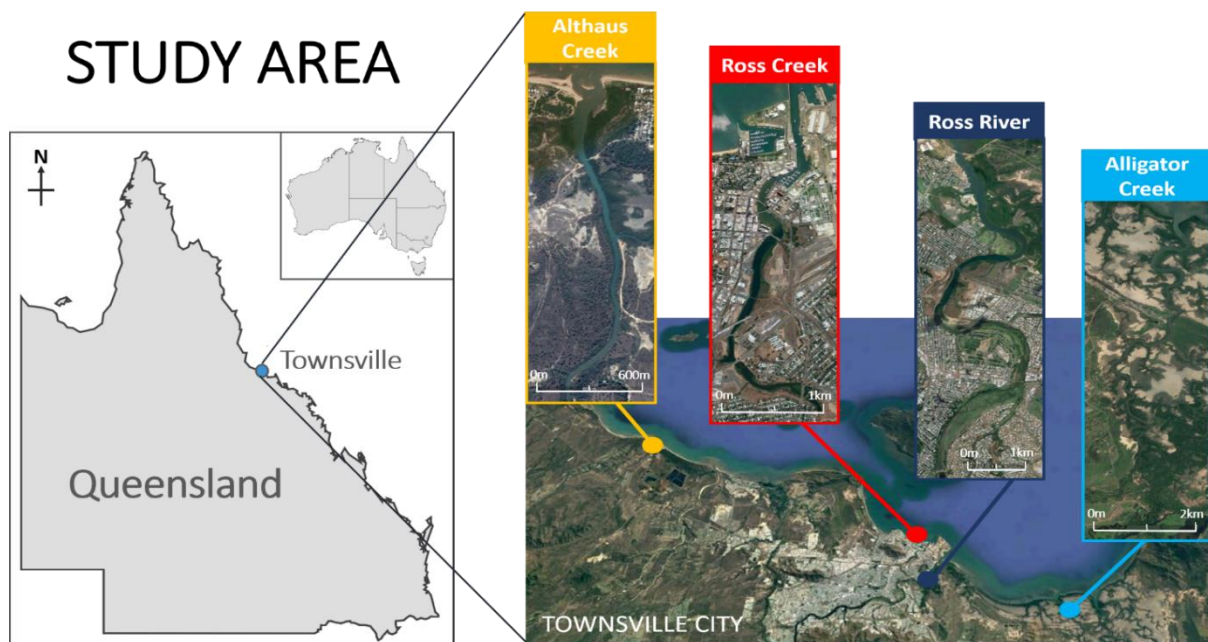 STUDY AREA
N
Townsville
Queensland
Althaus
Creek
0m 600m
Ross Creek
0m 1km
Ross River
0m 1km
Alligator
Creek
0m 2km
TOWNSVILLE CITY